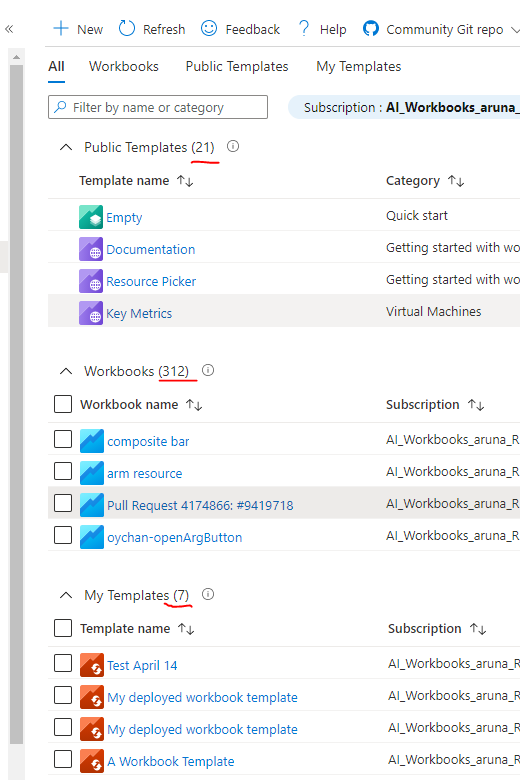 «
New Refresh Feedback ? Help Community Git repo
All Workbooks Public Templates My Templates
Filter by name or category Subscription : AI_Workbooks_aruna_
Public Templates (21)
Template name ↑↓ Category ↑↓
Empty Quick start
Documentation Getting started with wo
Resource Picker Getting started with wo
Key Metrics Virtual Machines
Workbooks (312)
Workbook name ↑↓ Subscription ↑↓
composite bar AI_Workbooks_aruna_R
arm resource AI_Workbooks_aruna_R
Pull Request 4174866: #9419718 AI_Workbooks_aruna_R
oychan-openArgButton AI_Workbooks_aruna_R
My Templates (7)
Template name ↑↓ Subscription ↑↓
Test April 14 AI_Workbooks_aruna_R
My deployed workbook template AI_Workbooks_aruna_R
My deployed workbook template AI_Workbooks_aruna_R
A Workbook Template AI_Workbooks_aruna_R